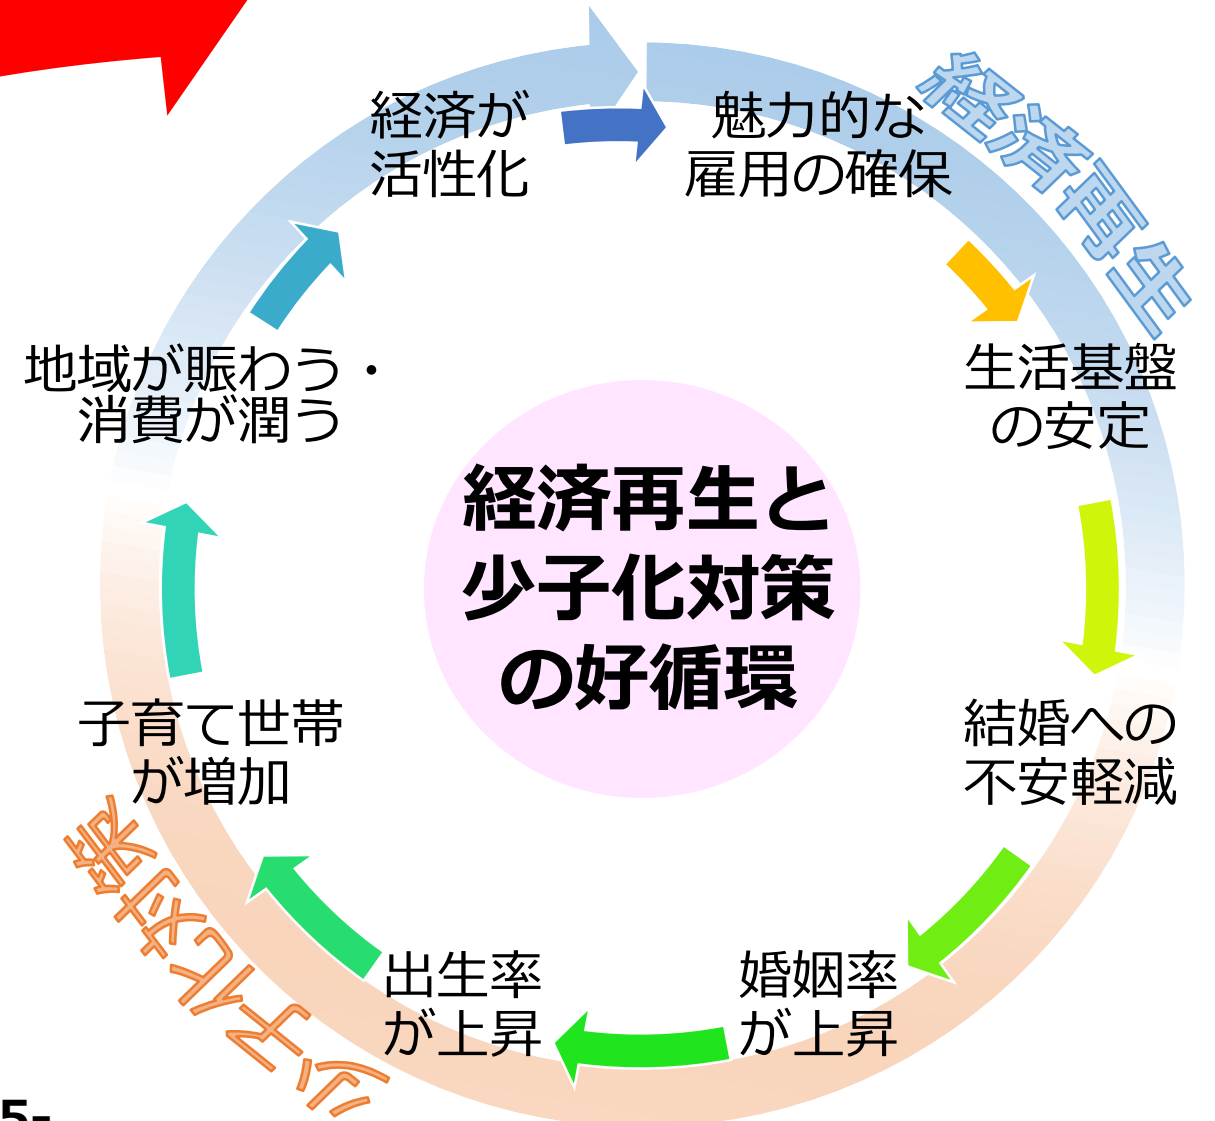 経済が
活性化
魅力的な
雇用の確保
経済再生
生活基盤
の安定
地域が賑わう・
消費が潤う
経済再生と
少子化対策
の好循環
子育て世帯
が増加
結婚への
不安軽減
少子化対策
出生率
が上昇
婚姻率
が上昇
5-